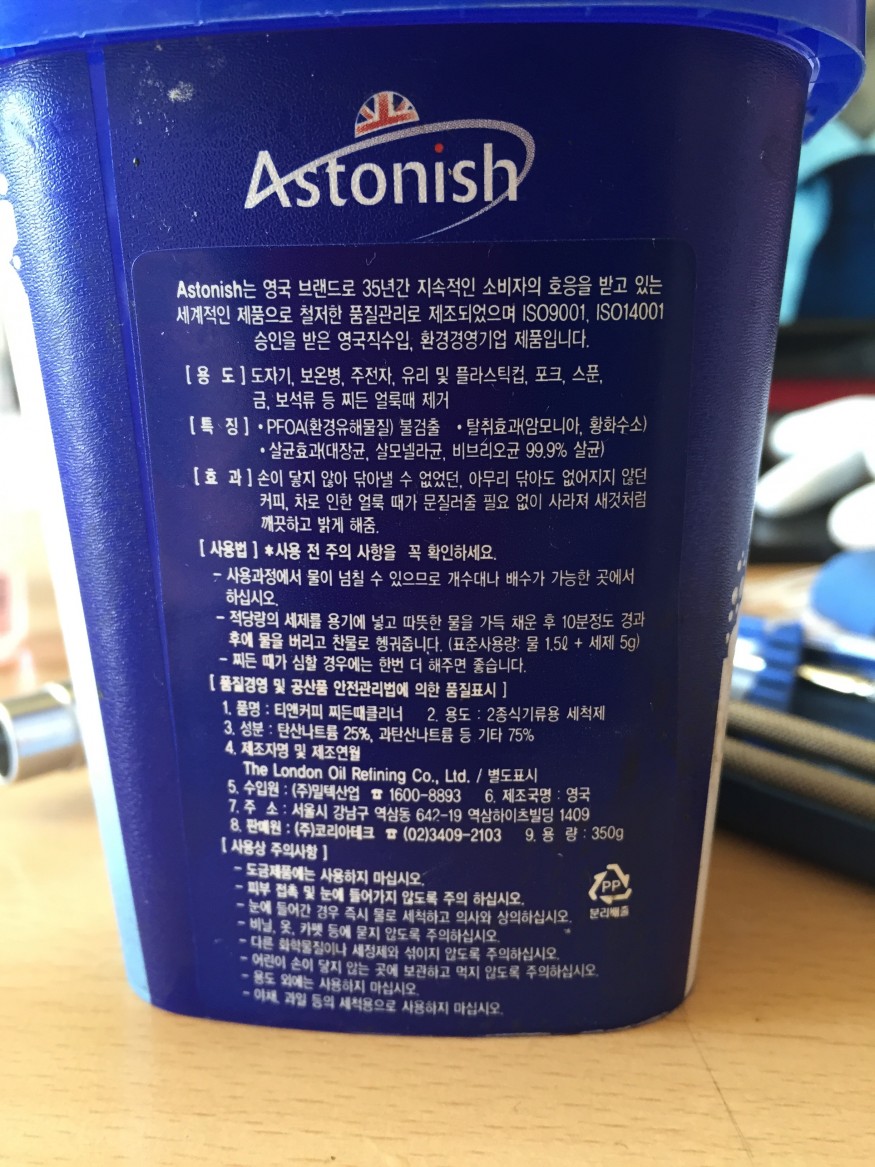 Astonish
Astonish는 영국 브랜드로 35년간 지속적인 소비자의 호응을 받고 있는
세계적인 제품으로 철저한 품질관리로 제조되었으며 ISO9001, ISO14001
승인을 받은 영국직수입, 환경경영기업 제품입니다.
[ 용 도 ] 도자기, 보온병, 주전자, 유리 및 플라스틱컵, 포크, 스푼,
금, 보석류 등 찌든 얼룩때 제거
[ 특 징 ] • PFOA(환경유해물질) 불검출 • 탈취효과(암모니아, 황화수소)
• 살균효과(대장균, 살모넬라균, 비브리오균 99.9% 살균)
[ 효 과 ] 손이 닿지 않아 닦아낼 수 없었던, 아무리 닦아도 없어지지 않던
커피, 차로 인한 얼룩 때가 문질러줄 필요 없이 사라져 새것처럼
깨끗하고 밝게 해줌.
[ 사용법 ] *사용 전 주의 사항을 꼭 확인하세요.
- 사용과정에서 물이 넘칠 수 있으므로 개수대나 배수가 가능한 곳에서
하십시오.
- 적당량의 세제를 용기에 넣고 따뜻한 물을 가득 채운 후 10분정도 경과
후에 물을 버리고 찬물로 헹궈줍니다. (표준사용량: 물 1.5ℓ + 세제 5g)
- 찌든 때가 심할 경우에는 한번 더 해주면 좋습니다.
[ 품질경영 및 공산품 안전관리법에 의한 품질표시 ]
1. 품명 : 티앤커피 찌든때클리너 2. 용도 : 2종식기류용 세척제
3. 성분 : 탄산나트륨 25%, 과탄산나트륨 등 기타 75%
4. 제조자명 및 제조연월
The London Oil Refining Co., Ltd. / 별도표시
5. 수입원 : (주)밀텍산업 ☎ 1600-8893 6. 제조국명 : 영국
7. 주 소 : 서울시 강남구 역삼동 642-19 역삼하이츠빌딩 1409
8. 판매원 : (주)코리아테크 ☎ (02)3409-2103 9. 용 량 : 350g
[ 사용상 주의사항 ]
- 도금제품에는 사용하지 마십시오.
- 피부 접촉 및 눈에 들어가지 않도록 주의 하십시오.
- 눈에 들어간 경우 즉시 물로 세척하고 의사와 상의하십시오.
- 비닐, 옷, 카펫 등에 묻지 않도록 주의하십시오.
- 다른 화학물질이나 세정제와 섞이지 않도록 주의하십시오.
- 어린이 손이 닿지 않는 곳에 보관하고 먹지 않도록 주의하십시오.
- 용도 외에는 사용하지 마십시오.
- 야채, 과일 등의 세척용으로 사용하지 마십시오.
PP
분리배출